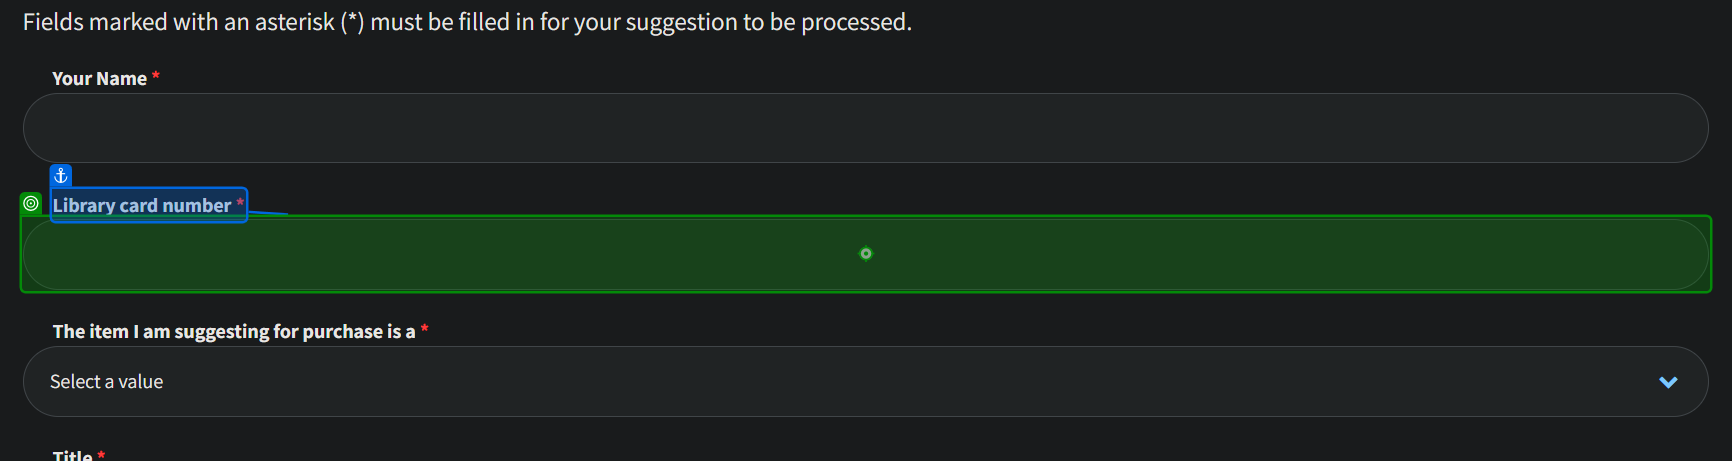 Fields marked with an asterisk (*) must be filled in for your suggestion to be processed.
Your Name *
Library card number *
The item I am suggesting for purchase is a *
Select a value
Title *